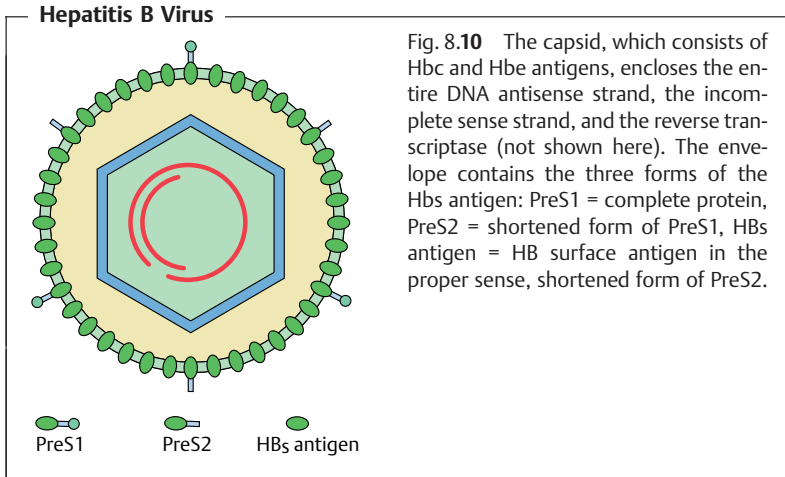 Hepatitis B Virus
Fig. 8.10 The capsid, which consists of
Hbc and Hbe antigens, encloses the en-
tire DNA antisense strand, the incom-
plete sense strand, and the reverse tran-
scriptase (not shown here). The enve-
lope contains the three forms of the
Hbs antigen: PreS1 = complete protein,
PreS2 = shortened form of PreS1, HBs
antigen = HB surface antigen in the
proper sense, shortened form of PreS2.
PreS1 PreS2 HBs antigen